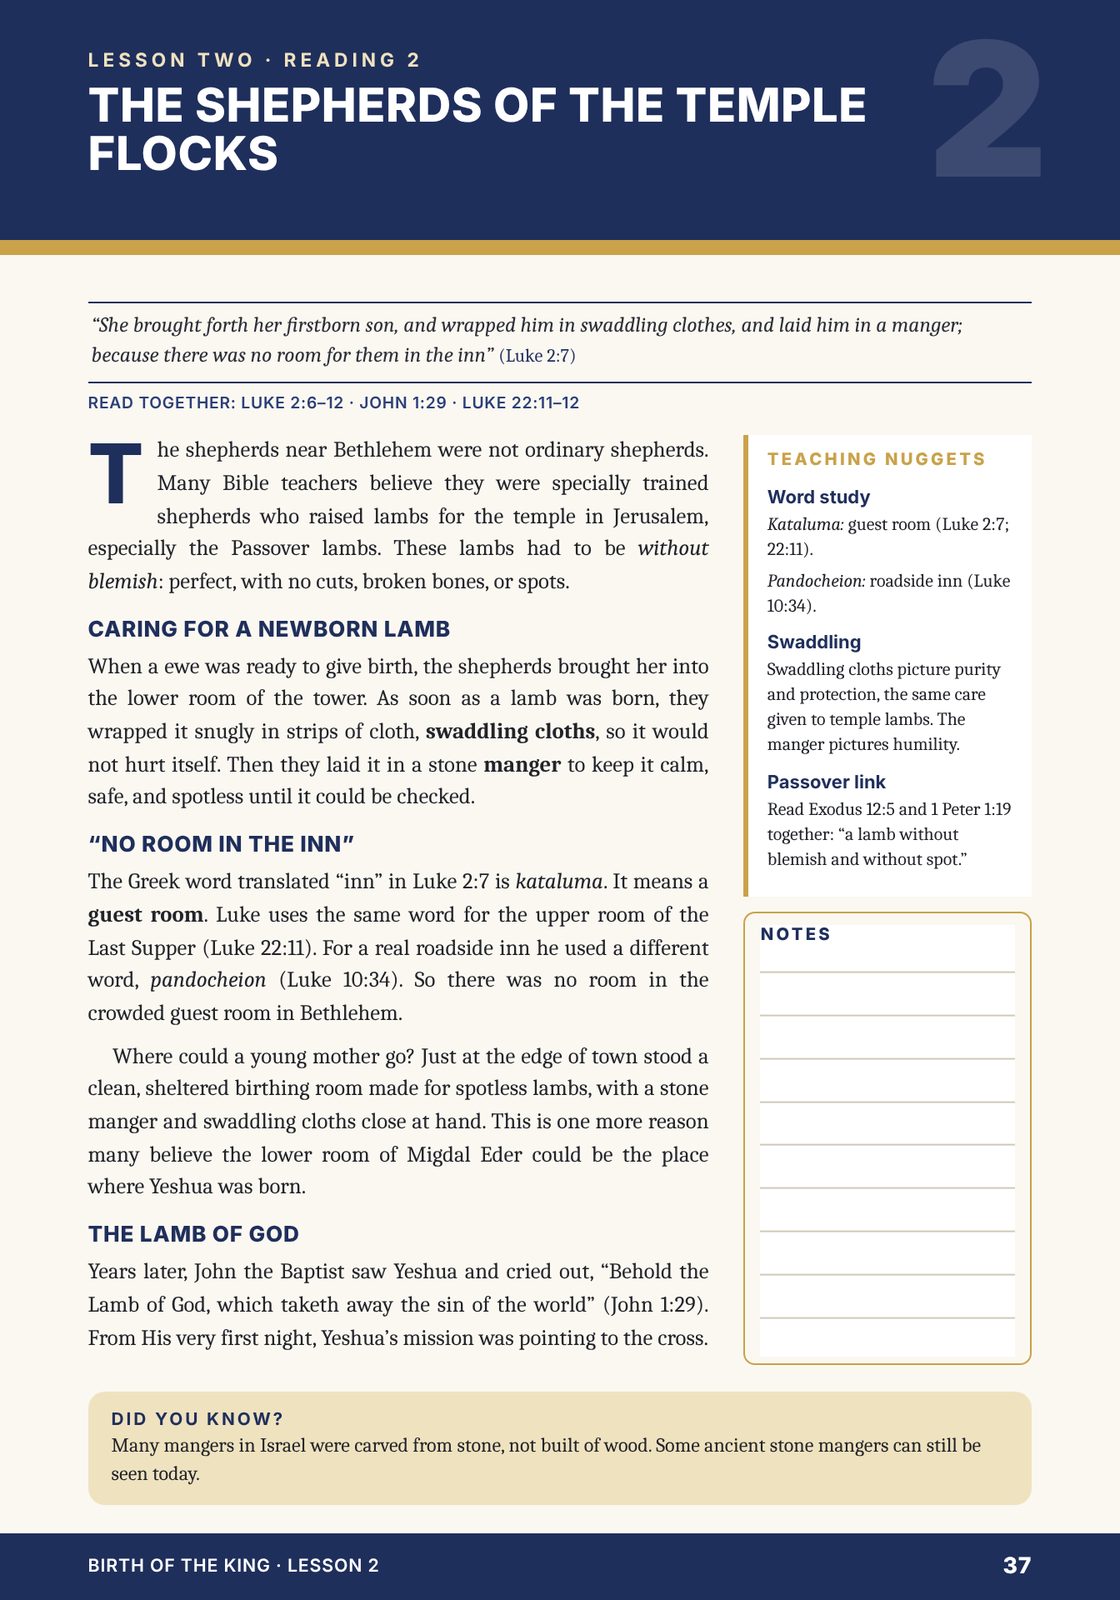 LESSON TWO · READING 2
2
THE SHEPHERDS OF THE TEMPLE
FLOCKS
“She brought forth her firstborn son, and wrapped him in swaddling clothes, and laid him in a manger;
because there was no room for them in the inn” (Luke 2:7)
READ TOGETHER: LUKE 2:6–12 · JOHN 1:29 · LUKE 22:11–12
The shepherds near Bethlehem were not ordinary shepherds.
Many Bible teachers believe they were specially trained
shepherds who raised lambs for the temple in Jerusalem,
especially the Passover lambs. These lambs had to be without
blemish: perfect, with no cuts, broken bones, or spots.
CARING FOR A NEWBORN LAMB
When a ewe was ready to give birth, the shepherds brought her into
the lower room of the tower. As soon as a lamb was born, they
wrapped it snugly in strips of cloth, swaddling cloths, so it would
not hurt itself. Then they laid it in a stone manger to keep it calm,
safe, and spotless until it could be checked.
“NO ROOM IN THE INN”
The Greek word translated “inn” in Luke 2:7 is kataluma. It means a
guest room. Luke uses the same word for the upper room of the
Last Supper (Luke 22:11). For a real roadside inn he used a different
word, pandocheion (Luke 10:34). So there was no room in the
crowded guest room in Bethlehem.
Where could a young mother go? Just at the edge of town stood a
clean, sheltered birthing room made for spotless lambs, with a stone
manger and swaddling cloths close at hand. This is one more reason
many believe the lower room of Migdal Eder could be the place
where Yeshua was born.
THE LAMB OF GOD
Years later, John the Baptist saw Yeshua and cried out, “Behold the
Lamb of God, which taketh away the sin of the world” (John 1:29).
From His very first night, Yeshua’s mission was pointing to the cross.
TEACHING NUGGETS
Word study
Kataluma: guest room (Luke 2:7;
22:11).
Pandocheion: roadside inn (Luke
10:34).
Swaddling
Swaddling cloths picture purity
and protection, the same care
given to temple lambs. The
manger pictures humility.
Passover link
Read Exodus 12:5 and 1 Peter 1:19
together: “a lamb without
blemish and without spot.”
NOTES
DID YOU KNOW?
Many mangers in Israel were carved from stone, not built of wood. Some ancient stone mangers can still be
seen today.
BIRTH OF THE KING · LESSON 2
37